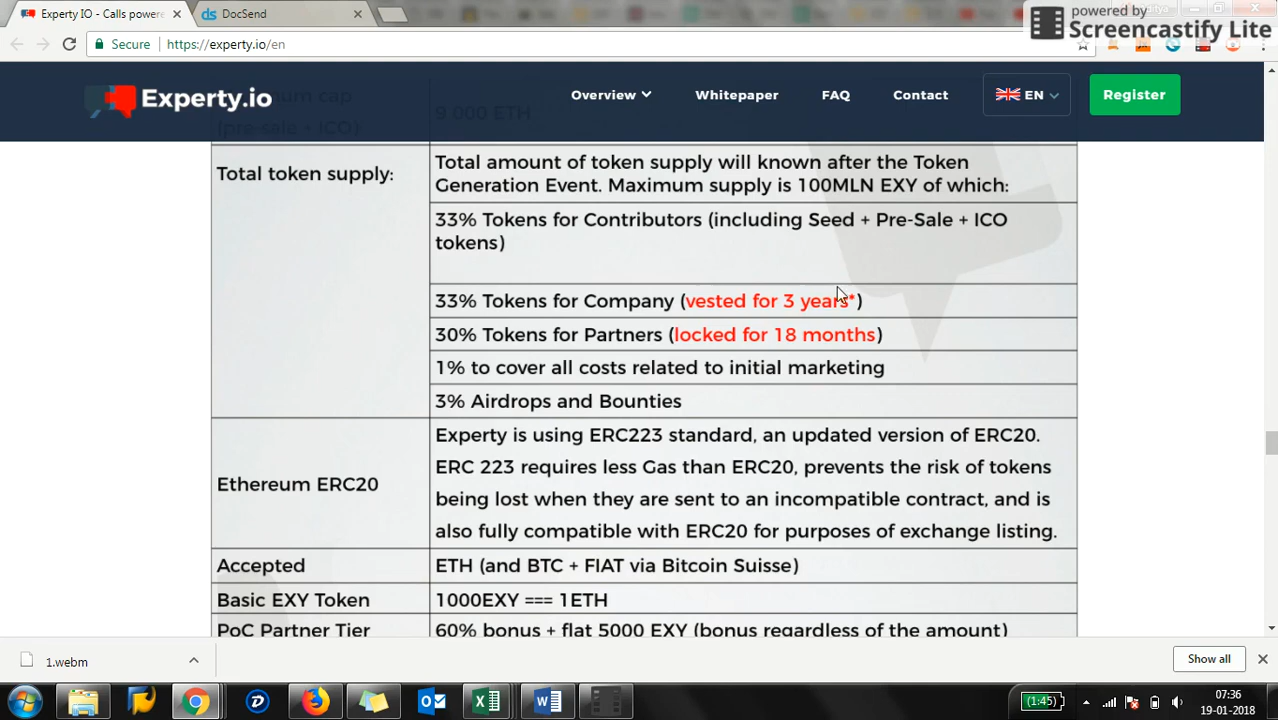 Experty IO - Calls powere
DocSend
powered by
Screencastify Lite
Secure
https://experty.io/en
Experty.io
Overview
Whitepaper
FAQ
Contact
EN
Register
mum cap
(pre-sale + ICO)
9 000 ETH
Total token supply:
Total amount of token supply will known after the Token
Generation Event. Maximum supply is 100MLN EXY of which:
33% Tokens for Contributors (including Seed + Pre-Sale + ICO
tokens)
33% Tokens for Company (vested for 3 years*)
30% Tokens for Partners (locked for 18 months)
1% to cover all costs related to initial marketing
3% Airdrops and Bounties
Ethereum ERC20
Experty is using ERC223 standard, an updated version of ERC20.
ERC 223 requires less Gas than ERC20, prevents the risk of tokens
being lost when they are sent to an incompatible contract, and is
also fully compatible with ERC20 for purposes of exchange listing.
Accepted
ETH (and BTC + FIAT via Bitcoin Suisse)
Basic EXY Token
1000EXY === 1ETH
PoC Partner Tier
60% bonus + flat 5000 EXY (bonus regardless of the amount)
1.webm
Show all
(1:45)
07:36
19-01-2018